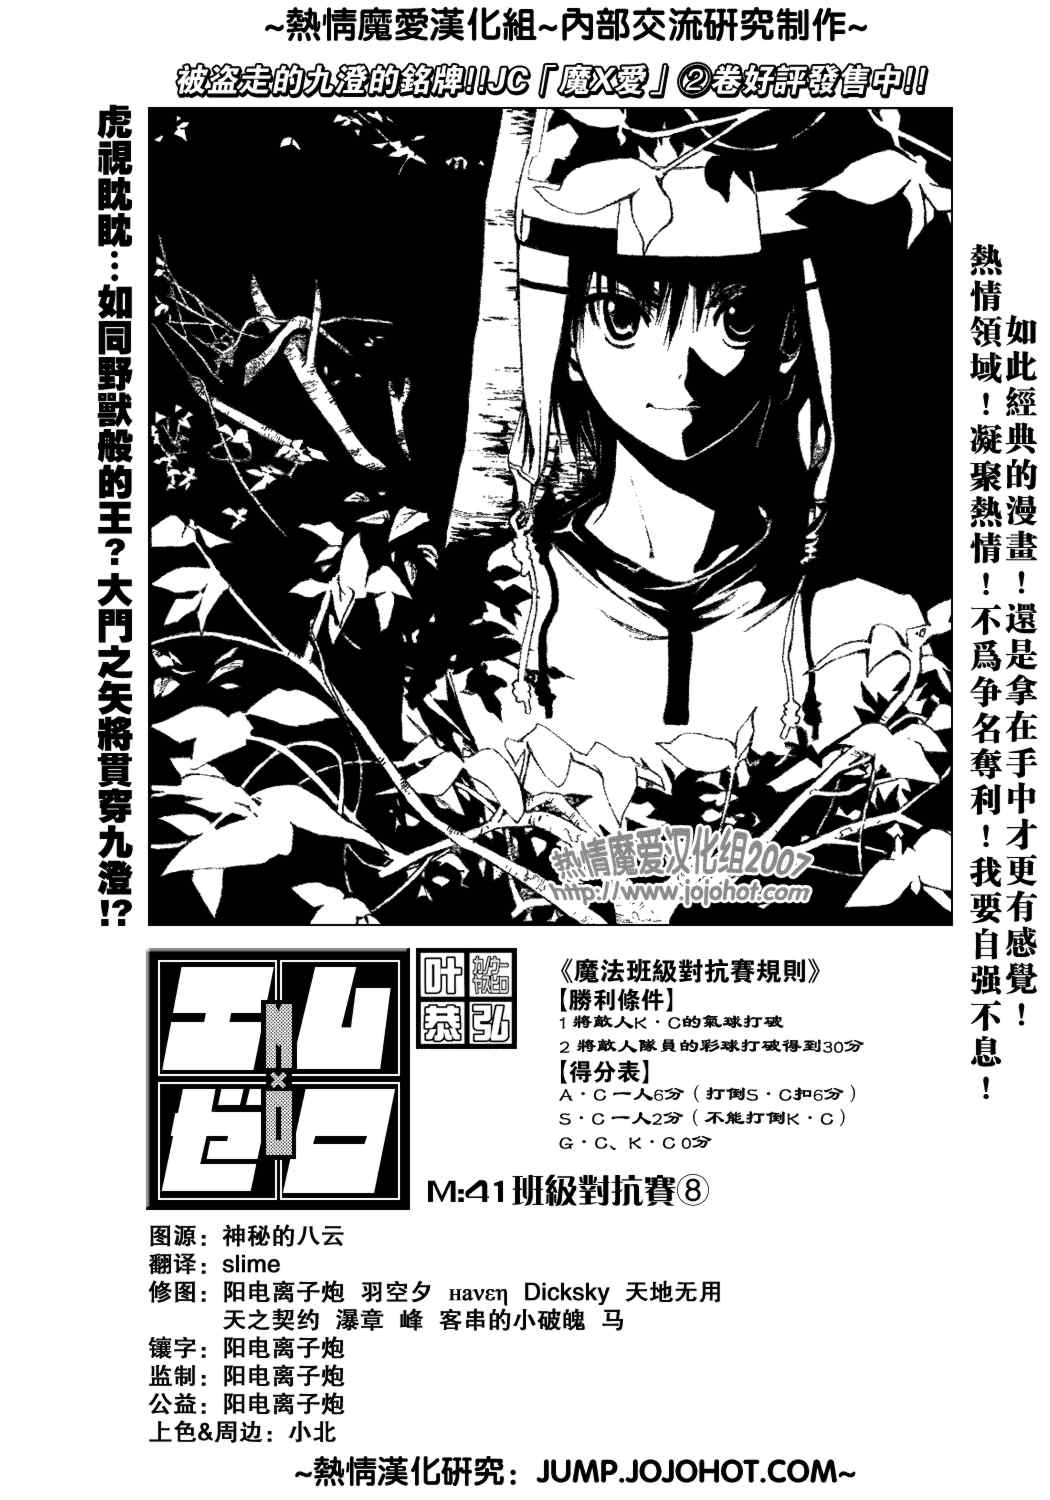 ~熱情魔愛漢化組~內部交流研究制作~
被盗走的九澄的銘牌!!JC「魔X愛」②卷好評發售中!!
如此經典的漫畫！還是拿在手中才更有感覺！
熱情領域！凝聚熱情！不爲争名奪利！我要自强不息！
虎視眈眈…如同野獸般的王？大門之矢將貫穿九澄!?
熱情魔爱汉化组2007
http://www.jojohot.com
エム
ゼロ
M×0
叶 恭弘
カノウ ヤスヒロ
《魔法班級對抗賽規則》
【勝利條件】
1 將敵人K・C的氣球打破
2 將敵人隊員的彩球打破得到30分
【得分表】
A・C 一人6分（打倒S・C扣6分）
S・C 一人2分（不能打倒K・C）
G・C、K・C 0分
M:41班級對抗賽⑧
图源：神秘的八云
翻译：slime
修图：阳电离子炮 羽空夕 нavεη Dicksky 天地无用
天之契约 瀑章 峰 客串的小破魄 马
镶字：阳电离子炮
监制：阳电离子炮
公益：阳电离子炮
上色&周边：小北
~熱情漢化研究：JUMP.JOJOHOT.COM~